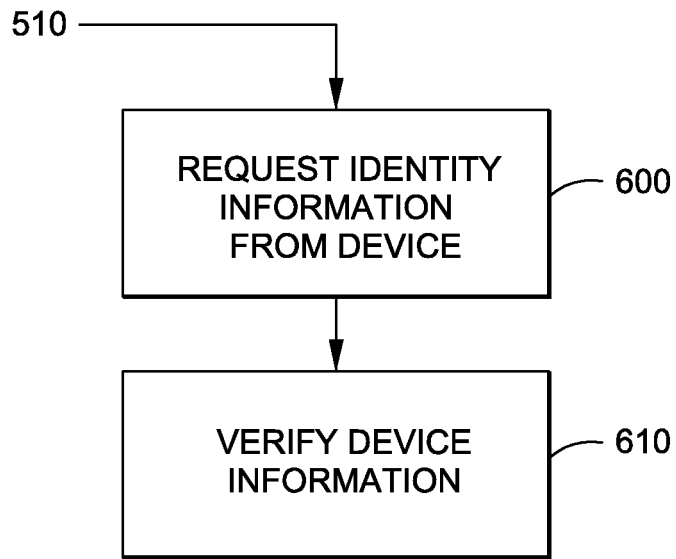 510
REQUEST IDENTITY
INFORMATION
FROM DEVICE
600
VERIFY DEVICE
INFORMATION
610